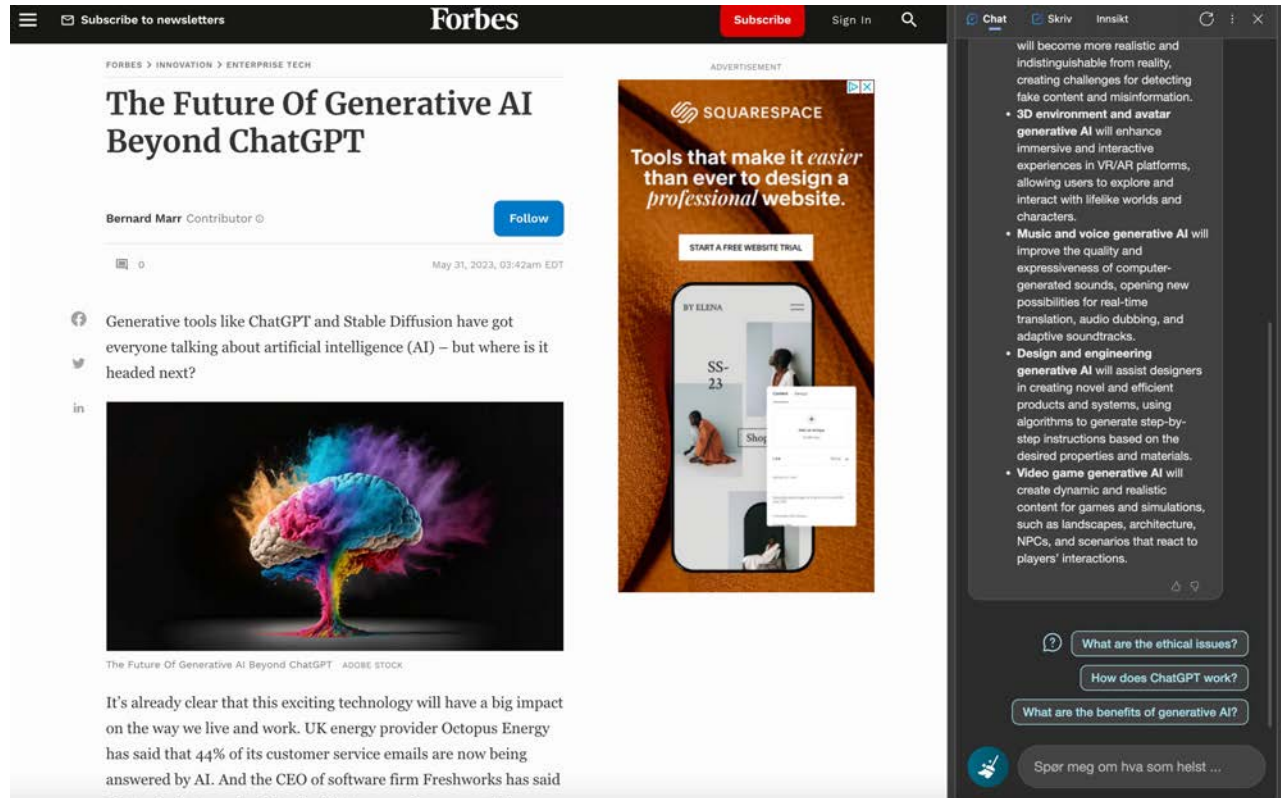 Subscribe to newsletters
Forbes
Subscribe
Sign In
FORBES > INNOVATION > ENTERPRISE TECH
The Future Of Generative AI
Beyond ChatGPT
Bernard Marr Contributor
Follow
0
May 31, 2023, 03:42am EDT
Generative tools like ChatGPT and Stable Diffusion have got
everyone talking about artificial intelligence (AI) – but where is it
headed next?
in
The Future Of Generative AI Beyond ChatGPT ADOBE STOCK
It's already clear that this exciting technology will have a big impact
on the way we live and work. UK energy provider Octopus Energy
has said that 44% of its customer service emails are now being
answered by AI. And the CEO of software firm Freshworks has said
ADVERTISEMENT
SQUARESPACE
Tools that make it easier
than ever to design a
professional website.
START A FREE WEBSITE TRIAL
BY ELENA
SS-
23
Shop
Chat
Skriv
Innsikt
will become more realistic and
indistinguishable from reality,
creating challenges for detecting
fake content and misinformation.
• 3D environment and avatar
generative AI will enhance
immersive and interactive
experiences in VR/AR platforms,
allowing users to explore and
interact with lifelike worlds and
characters.
• Music and voice generative AI will
improve the quality and
expressiveness of computer-
generated sounds, opening new
possibilities for real-time
translation, audio dubbing, and
adaptive soundtracks.
• Design and engineering
generative AI will assist designers
in creating novel and efficient
products and systems, using
algorithms to generate step-by-
step instructions based on the
desired properties and materials.
• Video game generative AI will
create dynamic and realistic
content for games and simulations,
such as landscapes, architecture,
NPCs, and scenarios that react to
players' interactions.
What are the ethical issues?
How does ChatGPT work?
What are the benefits of generative AI?
Spør meg om hva som helst ...